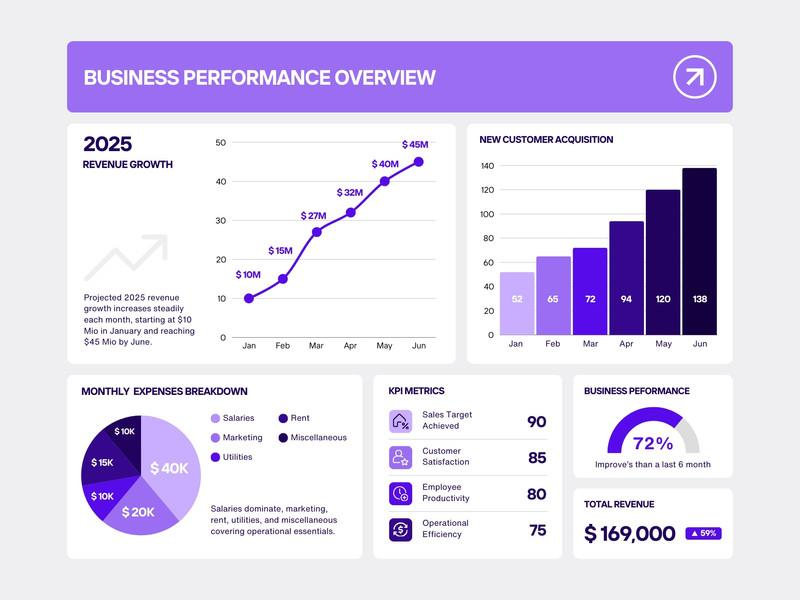 BUSINESS PERFORMANCE OVERVIEW
2025
REVENUE GROWTH
Projected 2025 revenue
growth increases steadily
each month, starting at $10
Mio in January and reaching
$45 Mio by June.
50
40
30
20
10
0
$ 10M
$ 15M
$ 27M
$ 32M
$ 40M
$ 45M
Jan Feb Mar Apr May Jun
NEW CUSTOMER ACQUISITION
140
120
100
80
60
40
20
0
52 65 72 94 120 138
Jan Feb Mar Apr May Jun
MONTHLY EXPENSES BREAKDOWN
$ 10K
$ 15K
$ 10K
$ 20K
$ 40K
Salaries
Rent
Marketing
Miscellaneous
Utilities
Salaries dominate, marketing,
rent, utilities, and miscellaneous
covering operational essentials.
KPI METRICS
Sales Target
Achieved
90
Customer
Satisfaction
85
Employee
Productivity
80
Operational
Efficiency
75
BUSINESS PEFORMANCE
72%
Improve's than a last 6 month
TOTAL REVENUE
$ 169,000
▲ 59%